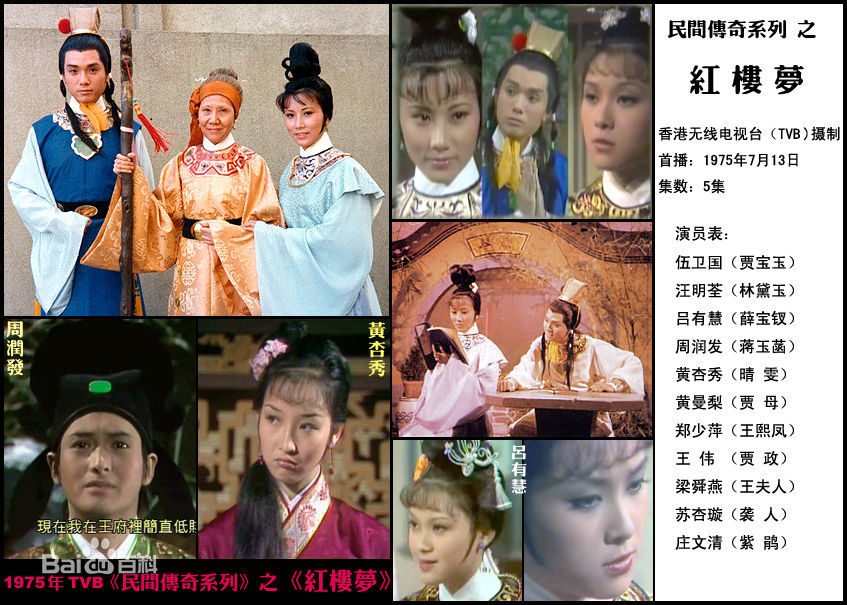 民間傳奇系列 之
紅樓夢
香港无线电视台（TVB）摄制
首播：1975年7月13日
集数：5集
演员表：
伍卫国（贾宝玉）
汪明荃（林黛玉）
吕有慧（薛宝钗）
周润发（蒋玉菡）
黄杏秀（晴 雯）
黄曼梨（贾 母）
郑少萍（王熙凤）
王 伟 （贾 政）
梁舜燕（王夫人）
苏杏璇（袭 人）
庄文清（紫 鹃）
周潤發
黃杏秀
呂有慧
現在我在王府裡簡直低賤
Baidu百科
1975年 TVB《民間傳奇系列》之《紅樓夢》